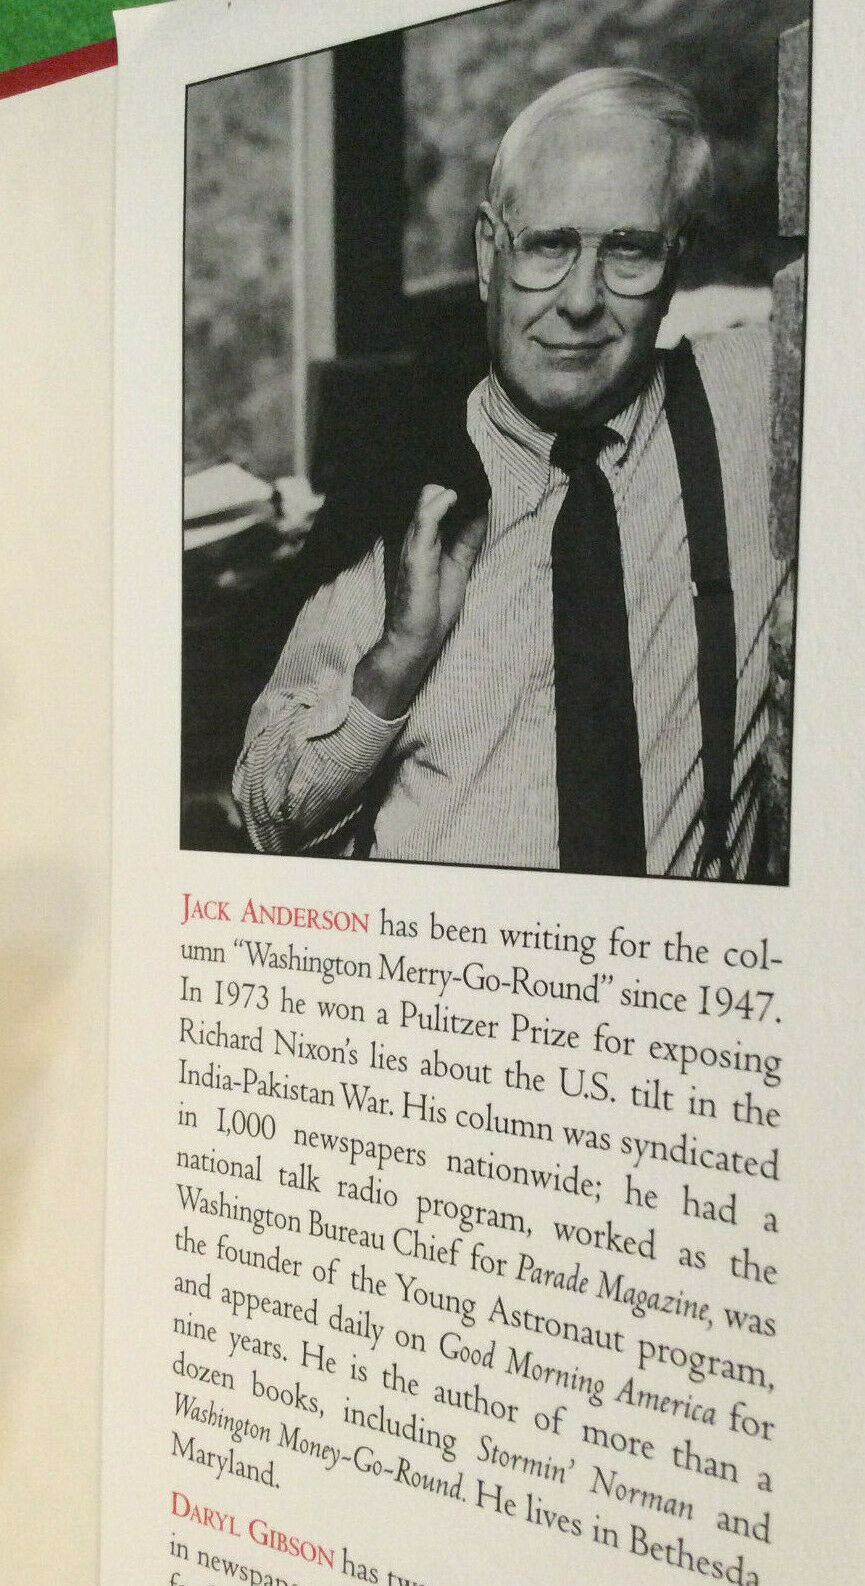 JACK ANDERSON has been writing for the col-
umn “Washington Merry-Go-Round” since 1947.
In 1973 he won a Pulitzer Prize for exposing
Richard Nixon’s lies about the U.S. tilt in the
India-Pakistan War. His column was syndicated
in 1,000 newspapers nationwide; he had a
national talk radio program, worked as the
Washington Bureau Chief for Parade Magazine, was
the founder of the Young Astronaut program,
and appeared daily on Good Morning America for
nine years. He is the author of more than a
dozen books, including Stormin’ Norman and
Washington Money-Go-Round. He lives in Bethesda
Maryland.
DARYL GIBSON has
in